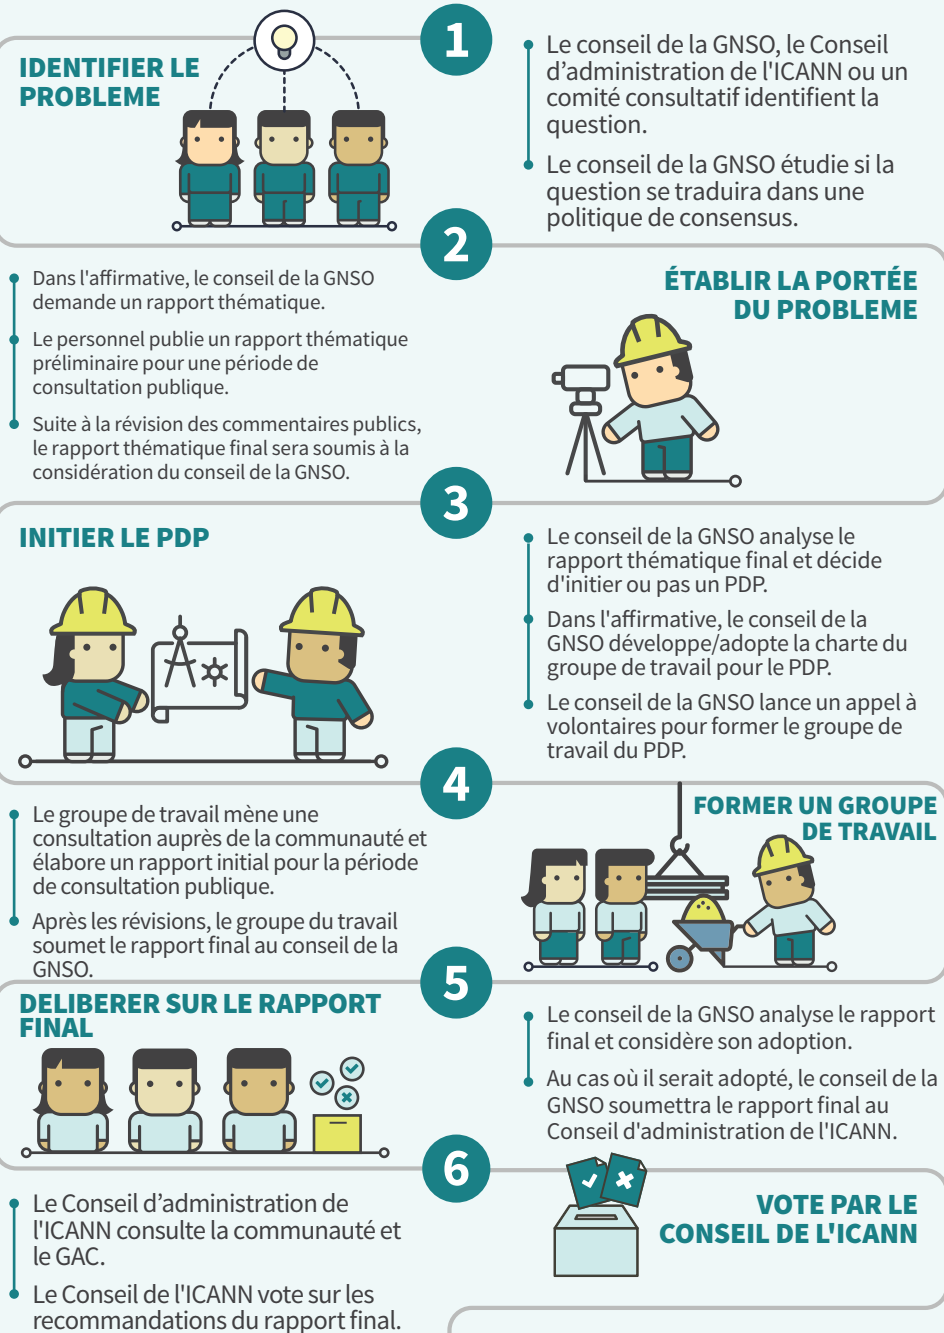 1
IDENTIFIER LE
PROBLEME
Le conseil de la GNSO, le Conseil
d’administration de l'ICANN ou un
comité consultatif identifient la
question.
Le conseil de la GNSO étudie si la
question se traduira dans une
politique de consensus.
2
ÉTABLIR LA PORTÉE
DU PROBLEME
Dans l'affirmative, le conseil de la GNSO
demande un rapport thématique.
Le personnel publie un rapport thématique
préliminaire pour une période de
consultation publique.
Suite à la révision des commentaires publics,
le rapport thématique final sera soumis à la
considération du conseil de la GNSO.
3
INITIER LE PDP
Le conseil de la GNSO analyse le
rapport thématique final et décide
d'initier ou pas un PDP.
Dans l'affirmative, le conseil de la
GNSO développe/adopte la charte du
groupe de travail pour le PDP.
Le conseil de la GNSO lance un appel à
volontaires pour former le groupe de
travail du PDP.
4
FORMER UN GROUPE
DE TRAVAIL
Le groupe de travail mène une
consultation auprès de la communauté et
élabore un rapport initial pour la période
de consultation publique.
Après les révisions, le groupe du travail
soumet le rapport final au conseil de la
GNSO.
5
DELIBERER SUR LE RAPPORT
FINAL
Le conseil de la GNSO analyse le rapport
final et considère son adoption.
Au cas où il serait adopté, le conseil de la
GNSO soumettra le rapport final au
Conseil d'administration de l'ICANN.
6
VOTE PAR LE
CONSEIL DE L'ICANN
Le Conseil d’administration de
l'ICANN consulte la communauté et
le GAC.
Le Conseil de l'ICANN vote sur les
recommandations du rapport final.